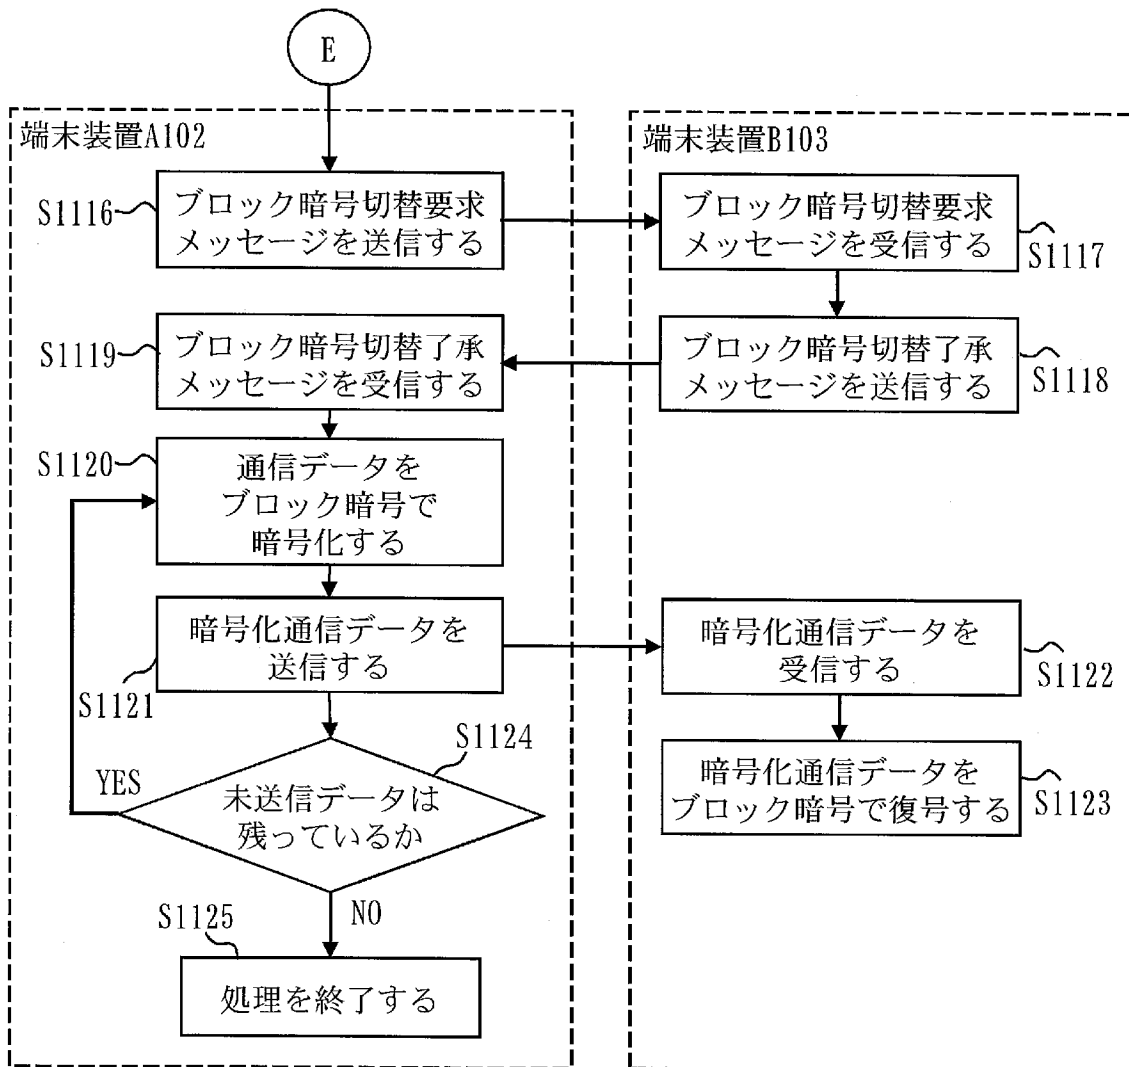 E
端末装置A102
端末装置B103
S1116
ブロック暗号切替要求
メッセージを送信する
ブロック暗号切替要求
メッセージを受信する
S1117
S1119
ブロック暗号切替了承
メッセージを受信する
ブロック暗号切替了承
メッセージを送信する
S1118
S1120
通信データを
ブロック暗号で
暗号化する
暗号化通信データを
送信する
S1121
暗号化通信データを
受信する
S1122
S1124
YES
未送信データは
残っているか
暗号化通信データを
ブロック暗号で復号する
S1123
NO
S1125
処理を終了する